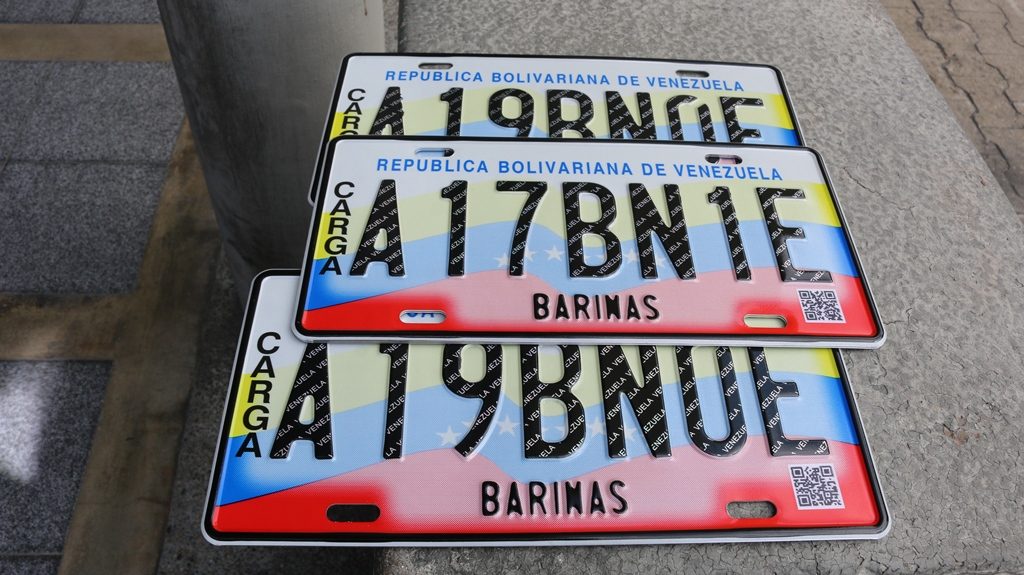 REPUBLICA BOLIVARIANA DE VENEZUELA
CARGA
A19BN0E
REPUBLICA BOLIVARIANA DE VENEZUELA
CARGA
A17BN1E
BARINAS
CARGA
A19BN0E
BARINAS